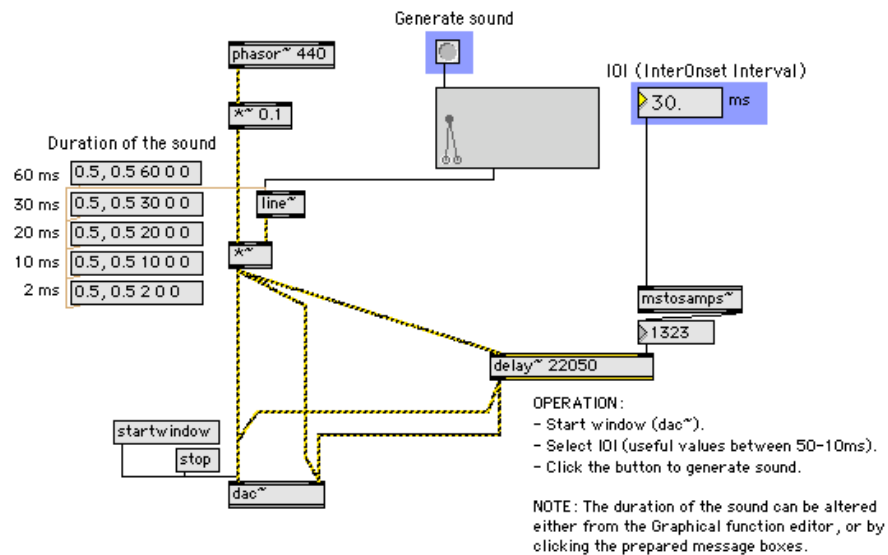 Generate sound
phasor~ 440
IOI (InterOnset Interval)
30. ms
*~ 0.1
Duration of the sound
60 ms 0.5, 0.5 60 0 0
30 ms 0.5, 0.5 30 0 0
line~
20 ms 0.5, 0.5 20 0 0
*~
10 ms 0.5, 0.5 10 0 0
2 ms 0.5, 0.5 2 0 0
mstosamps~
1323
delay~ 22050
startwindow
stop
dac~
OPERATION:
- Start window (dac~).
- Select IOI (useful values between 50-10ms).
- Click the button to generate sound.
NOTE: The duration of the sound can be altered
either from the Graphical function editor, or by
clicking the prepared message boxes.